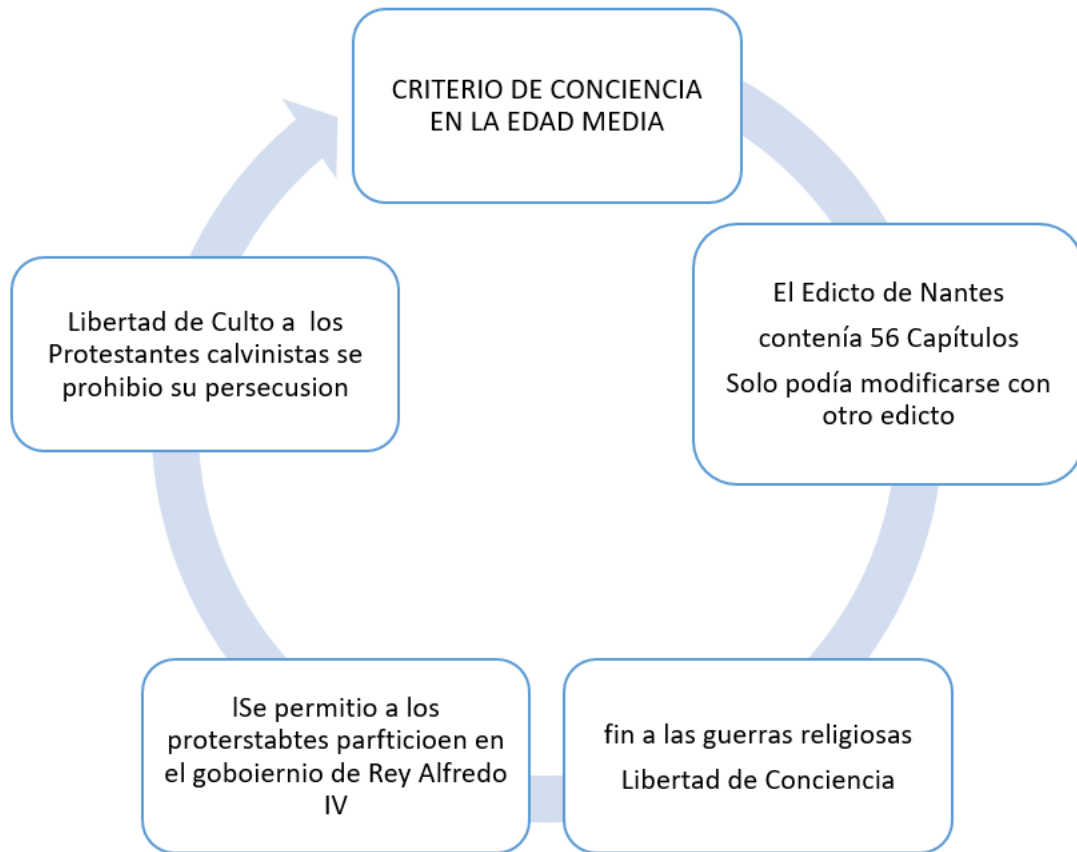 CRITERIO DE CONCIENCIA
EN LA EDAD MEDIA
El Edicto de Nantes
contenía 56 Capítulos
Solo podía modificarse con
otro edicto
fin a las guerras religiosas
Libertad de Conciencia
lSe permitio a los
proterstabtes parfticioen en
el goboiernio de Rey Alfredo
IV
Libertad de Culto a  los
Protestantes calvinistas se
prohibio su persecusion